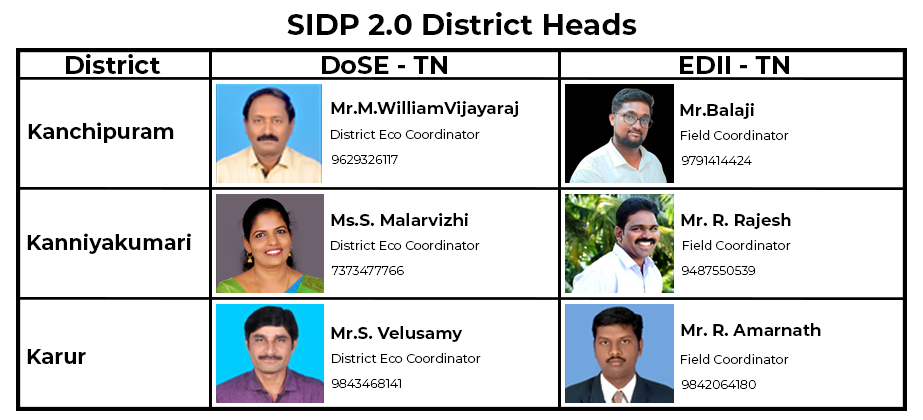 SIDP 2.0 District Heads
District DoSE - TN EDII - TN
Kanchipuram
Mr.M.WilliamVijayaraj
District Eco Coordinator
9629326117
Mr.Balaji
Field Coordinator
9791414424
Kanniyakumari
Ms.S. Malarvizhi
District Eco Coordinator
7373477766
Mr. R. Rajesh
Field Coordinator
9487550539
Karur
Mr.S. Velusamy
District Eco Coordinator
9843468141
Mr. R. Amarnath
Field Coordinator
9842064180